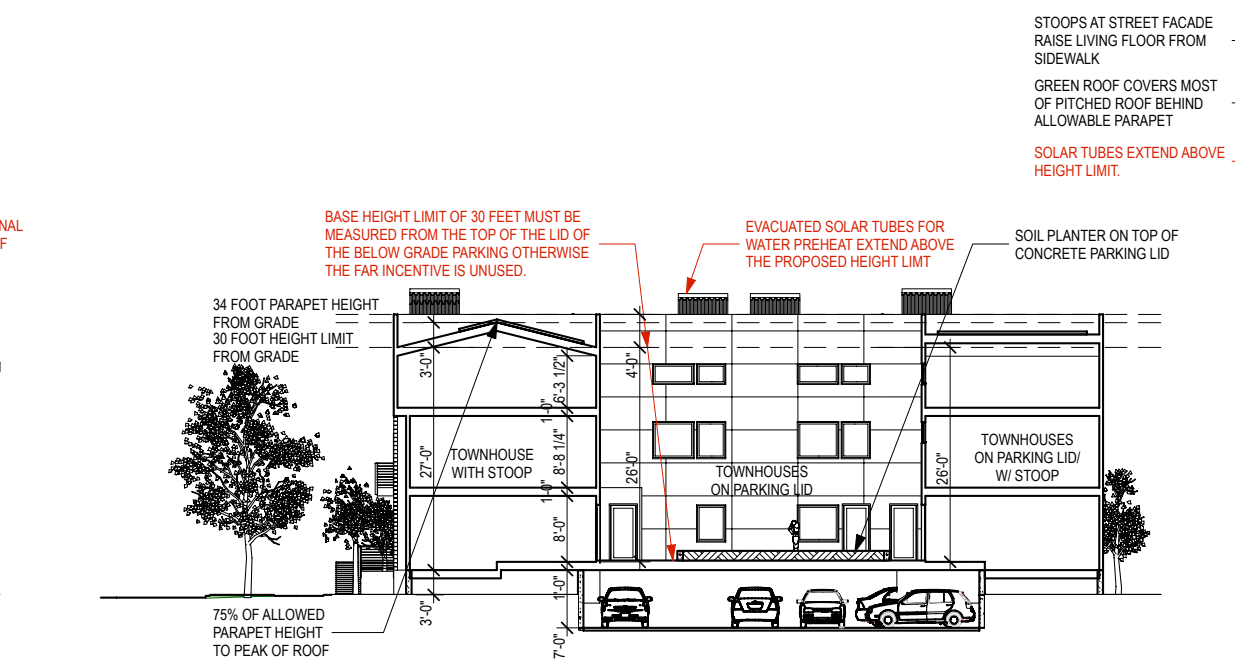 STOOPS AT STREET FACADE
RAISE LIVING FLOOR FROM
SIDEWALK
GREEN ROOF COVERS MOST
OF PITCHED ROOF BEHIND
ALLOWABLE PARAPET
SOLAR TUBES EXTEND ABOVE
HEIGHT LIMIT.
NAL
F
BASE HEIGHT LIMIT OF 30 FEET MUST BE
MEASURED FROM THE TOP OF THE LID OF
THE BELOW GRADE PARKING OTHERWISE
THE FAR INCENTIVE IS UNUSED.
EVACUATED SOLAR TUBES FOR
WATER PREHEAT EXTEND ABOVE
THE PROPOSED HEIGHT LIMT
SOIL PLANTER ON TOP OF
CONCRETE PARKING LID
34 FOOT PARAPET HEIGHT
FROM GRADE
30 FOOT HEIGHT LIMIT
FROM GRADE
3'-0"
6'-3 1/2"
4'-0"
1'-0"
27'-0"
TOWNHOUSE
WITH STOOP
8'-8 1/4"
26'-0"
TOWNHOUSES
ON PARKING LID
26'-0"
TOWNHOUSES
ON PARKING LID/
W/ STOOP
1'-0"
8'-0"
3'-0"
1'-0"
7'-0"
75% OF ALLOWED
PARAPET HEIGHT
TO PEAK OF ROOF